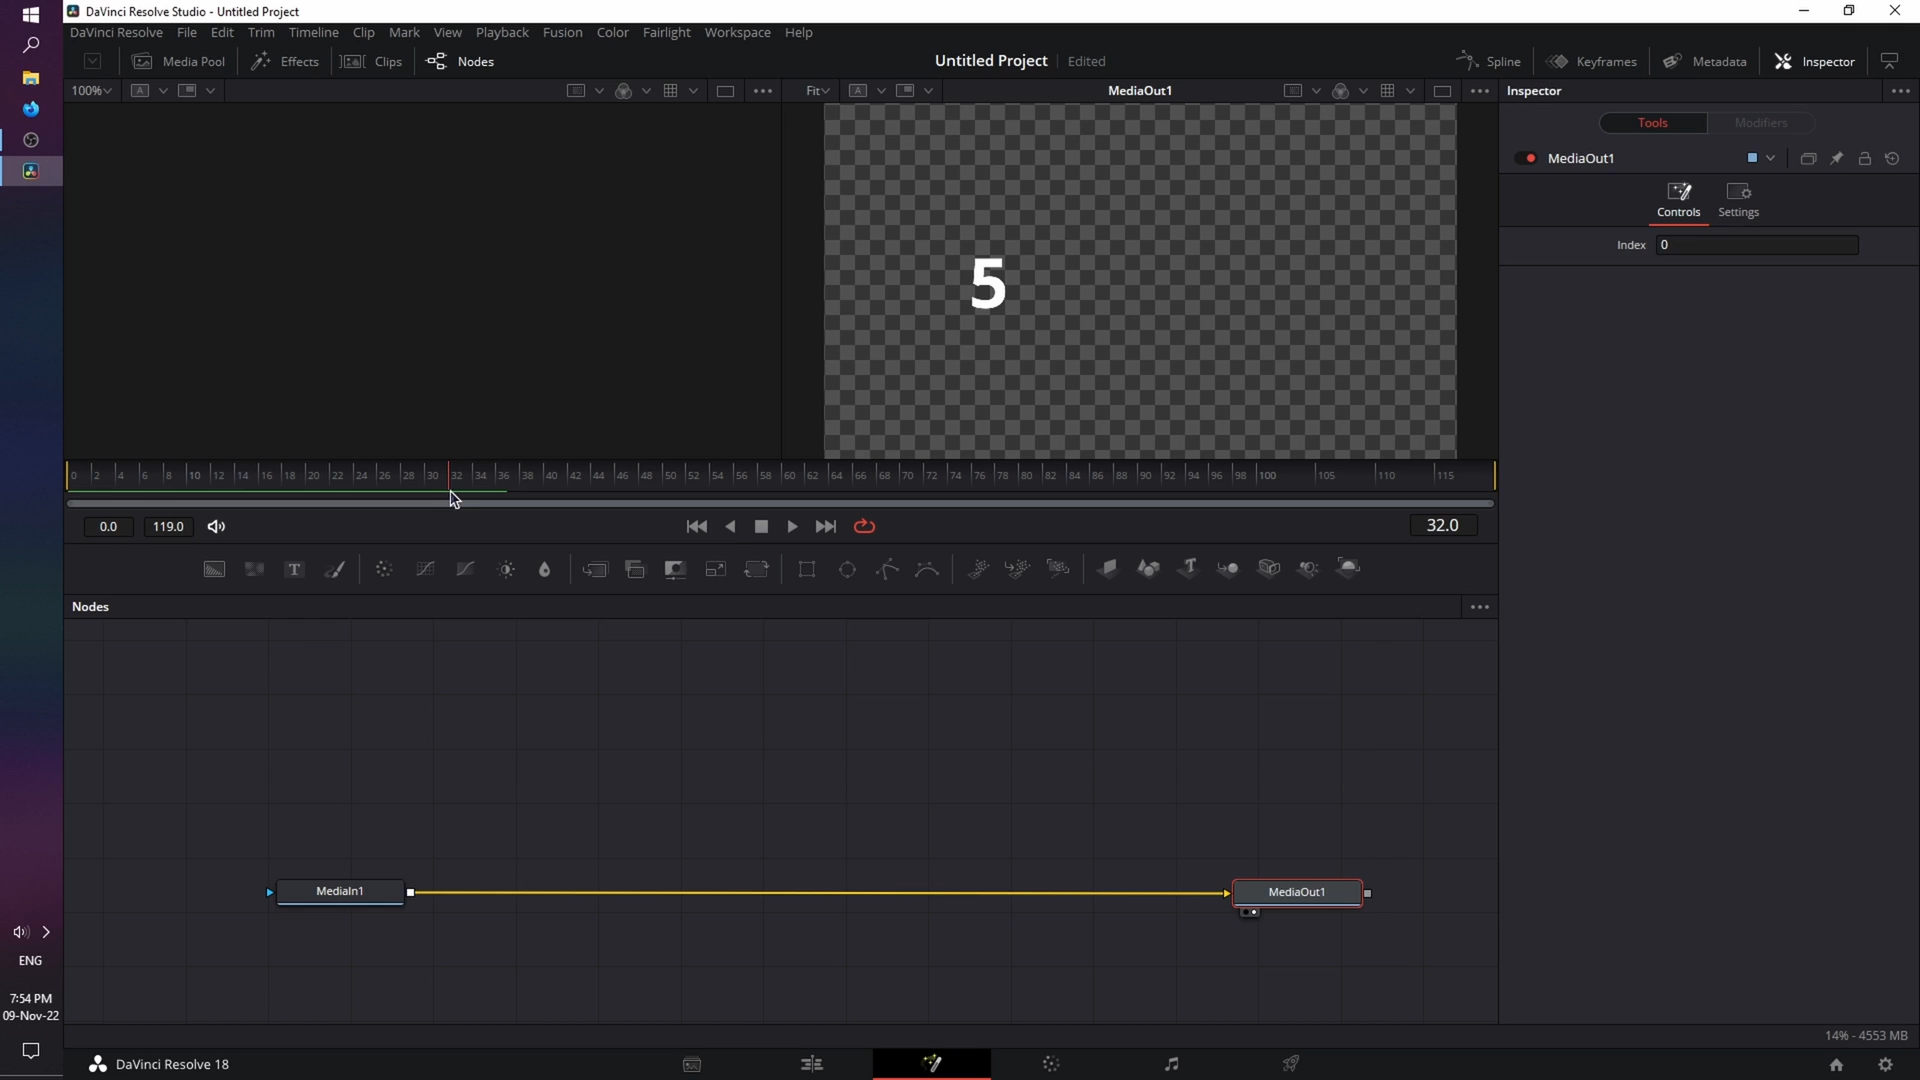 DaVinci Resolve Studio - Untitled Project
DaVinci Resolve File Edit Trim Timeline Clip Mark View Playback Fusion Color Fairlight Workspace Help
Media Pool Effects Clips Nodes Untitled Project Edited Spline Keyframes Metadata Inspector
100% A Fit A MediaOut1 Inspector
Tools Modifiers
MediaOut1
Controls Settings
Index 0
5
0 2 4 6 8 10 12 14 16 18 20 22 24 26 28 30 32 34 36 38 40 42 44 46 48 50 52 54 56 58 60 62 64 66 68 70 72 74 76 78 80 82 84 86 88 90 92 94 96 98 100 105 110 115
0.0 119.0 32.0
T
Nodes
MediaIn1 MediaOut1
ENG
7:54 PM
09-Nov-22
14% - 4553 MB
DaVinci Resolve 18